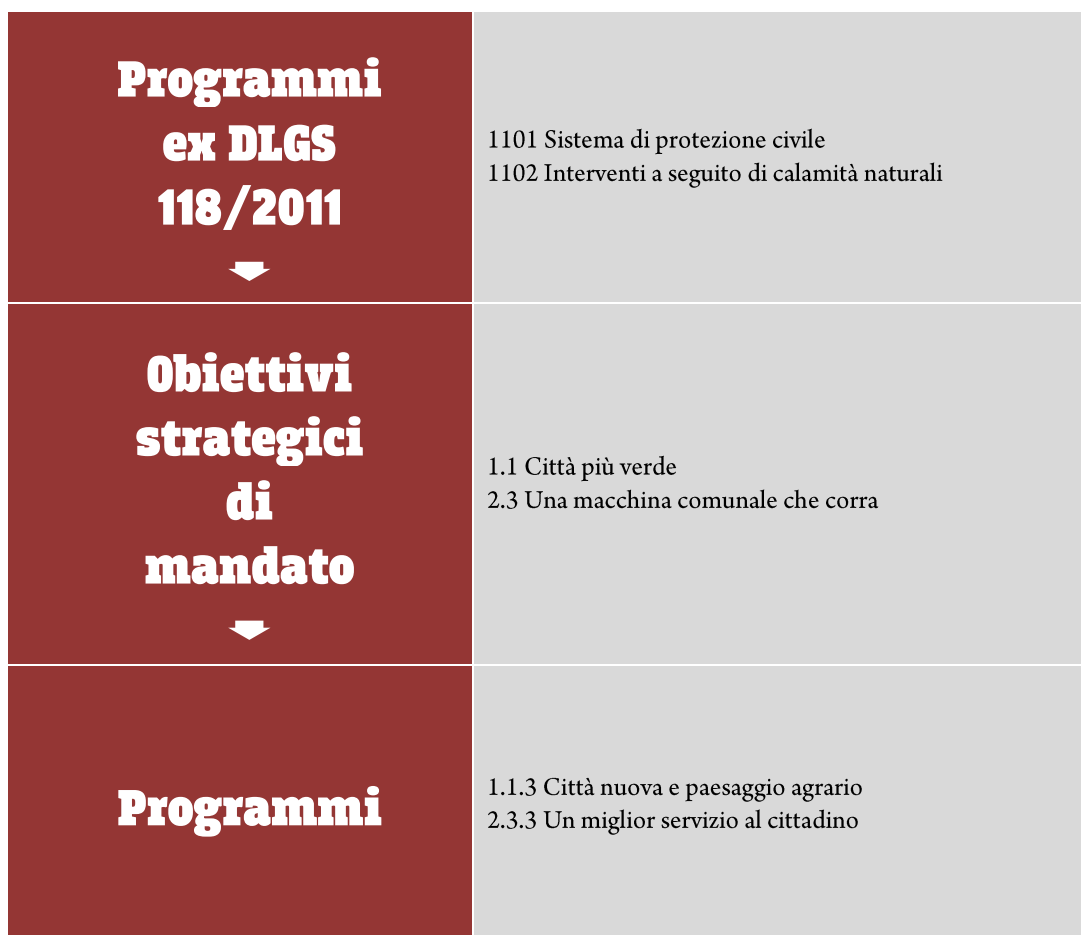 Programmi
ex DLGS
118/2011
1101 Sistema di protezione civile
1102 Interventi a seguito di calamità naturali
Obiettivi
strategici
di
mandato
1.1 Città più verde
2.3 Una macchina comunale che corra
Programmi
1.1.3 Città nuova e paesaggio agrario
2.3.3 Un miglior servizio al cittadino